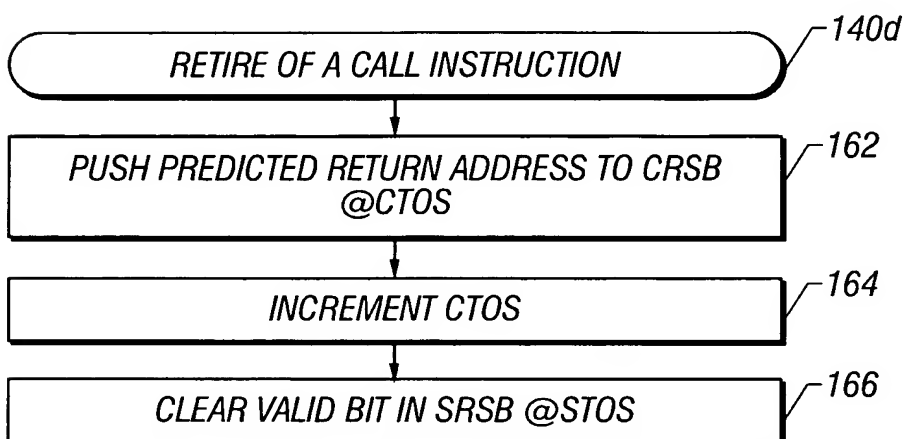 140d
RETIRE OF A CALL INSTRUCTION
162
PUSH PREDICTED RETURN ADDRESS TO CRSB
@CTOS
164
INCREMENT CTOS
166
CLEAR VALID BIT IN SRSB @STOS